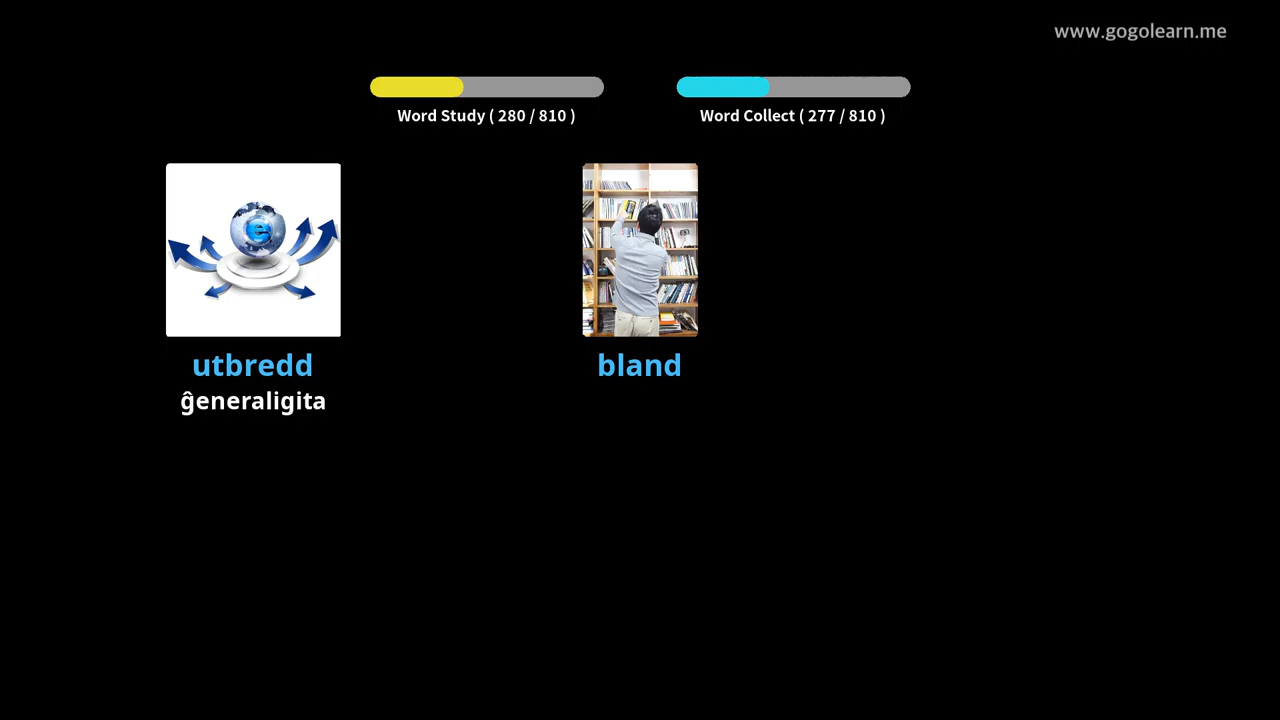 www.gogolearn.me
Word Study ( 280 / 810 )
Word Collect ( 277 / 810 )
e
utbredd
bland
ĝeneraligita